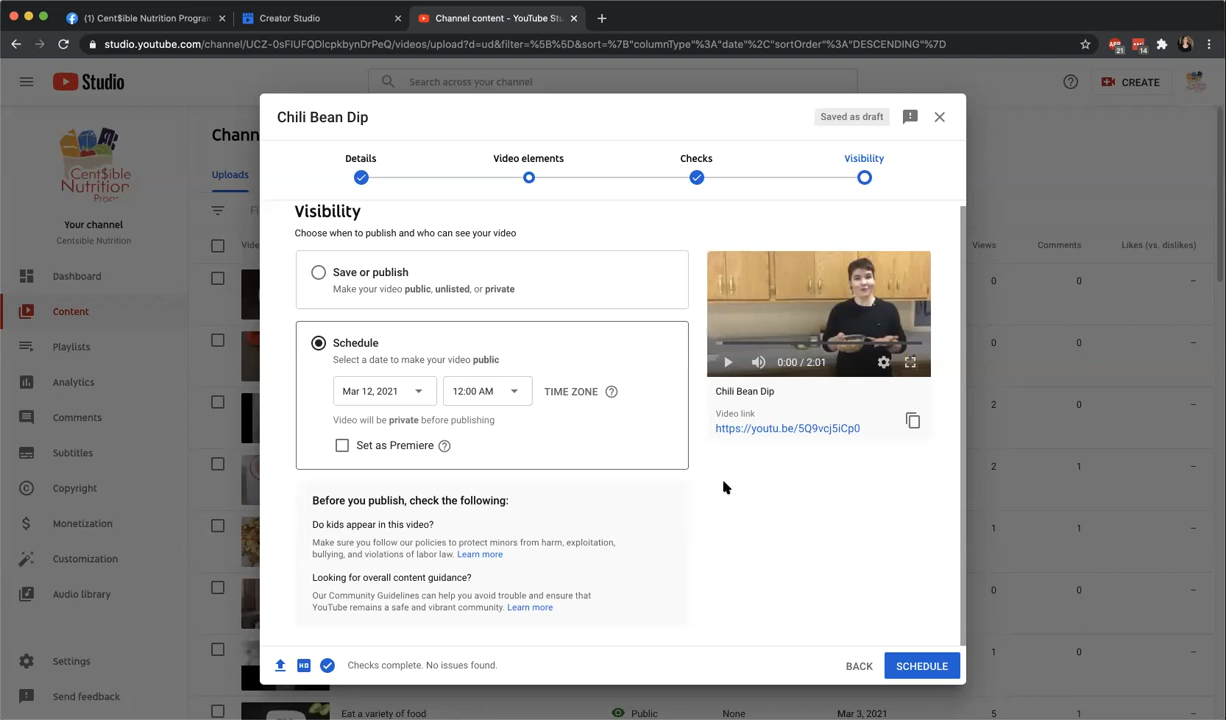 (1) Cent$ible Nutrition Program
Creator Studio
Channel content - YouTube Stu
studio.youtube.com/channel/UCZ-0sFIUFQDIcpkbynDrPeQ/videos/upload?d=ud&filter=%5B%5D&sort=%7B"columnType"%3A"date"%2C"sortOrder"%3A"DESCENDING"%7D
21
14
Studio
Search across your channel
CREATE
Cent$ible
Nutrition
Your channel
Centsible Nutrition
Dashboard
Content
Playlists
Analytics
Comments
Subtitles
Copyright
Monetization
Customization
Audio library
Settings
Send feedback
Chann
Uploads
Vide
Views
Comments
Likes (vs. dislikes)
0 0 –
0 0 –
2 0 –
2 1 –
1 1 –
0 0 –
1 0 –
Eat a variety of food
Public
None
Mar 3, 2021
5 1 –
Chili Bean Dip
Saved as draft
Details
Video elements
Checks
Visibility
Visibility
Choose when to publish and who can see your video
Save or publish
Make your video public, unlisted, or private
Schedule
Select a date to make your video public
Mar 12, 2021
12:00 AM
TIME ZONE
Video will be private before publishing
Set as Premiere
Before you publish, check the following:
Do kids appear in this video?
Make sure you follow our policies to protect minors from harm, exploitation,
bullying, and violations of labor law. Learn more
Looking for overall content guidance?
Our Community Guidelines can help you avoid trouble and ensure that
YouTube remains a safe and vibrant community. Learn more
0:00 / 2:01
Chili Bean Dip
Video link
https://youtu.be/5Q9vcj5iCp0
HD
Checks complete. No issues found.
BACK
SCHEDULE